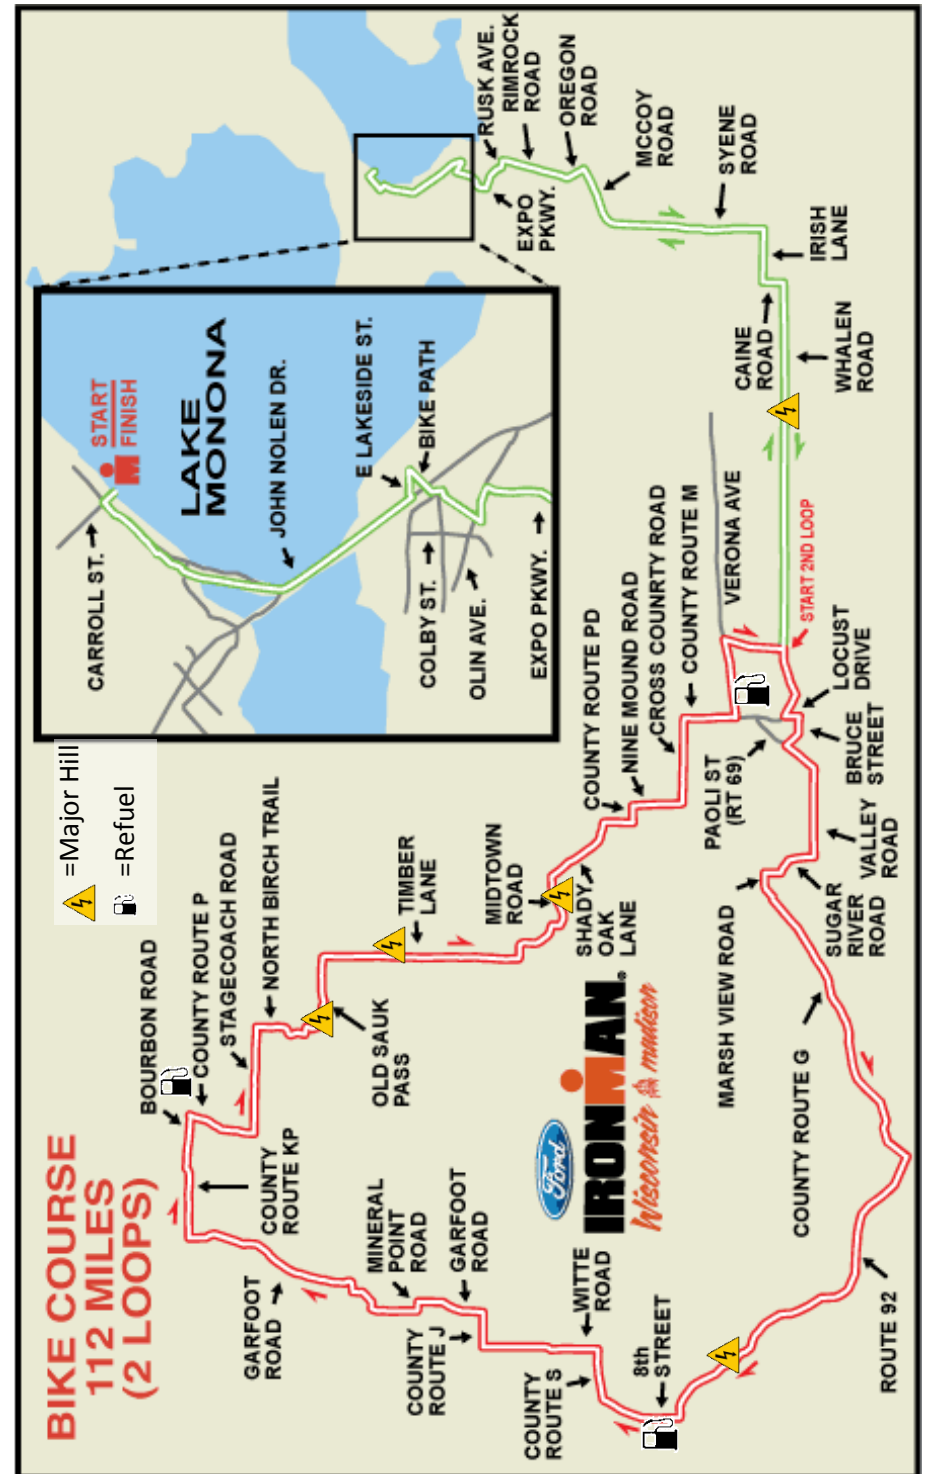 BIKE COURSE
112 MILES
(2 LOOPS)
=Major Hill
=Refuel
START
FINISH
LAKE
MONONA
CARROLL ST.
JOHN NOLEN DR.
E LAKESIDE ST.
BIKE PATH
COLBY ST.
OLIN AVE.
EXPO PKWY.
RUSK AVE.
RIMROCK
ROAD
OREGON
ROAD
EXPO
PKWY.
MCCOY
ROAD
SYENE
ROAD
IRISH
LANE
CAINE
ROAD
WHALEN
ROAD
VERONA AVE
START 2ND LOOP
LOCUST
DRIVE
BRUCE
STREET
PAOLI ST
(RT 69)
VALLEY
ROAD
SUGAR
RIVER
ROAD
MARSH VIEW ROAD
COUNTY ROUTE G
ROUTE 92
8th
STREET
COUNTY
ROUTE S
WITTE
ROAD
COUNTY
ROUTE J
GARFOOT
ROAD
MINERAL
POINT
ROAD
GARFOOT
ROAD
COUNTY
ROUTE KP
BOURBON ROAD
COUNTY ROUTE P
STAGECOACH ROAD
NORTH BIRCH TRAIL
OLD SAUK
PASS
TIMBER
LANE
MIDTOWN
ROAD
SHADY
OAK
LANE
COUNTY ROUTE PD
NINE MOUND ROAD
CROSS COUNRTY ROAD
COUNTY ROUTE M
Ford
IRONMAN®
Wisconsin madison